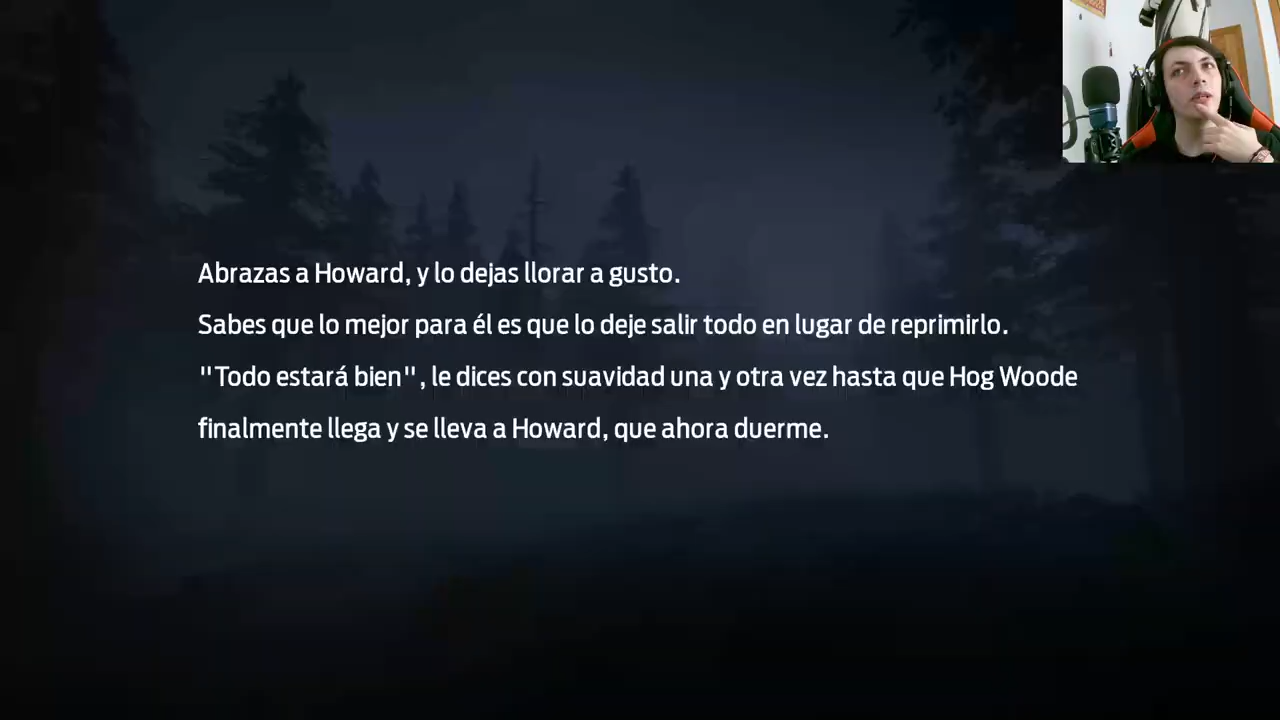 Abrazas a Howard, y lo dejas llorar a gusto.
Sabes que lo mejor para él es que lo deje salir todo en lugar de reprimirlo.
"Todo estará bien", le dices con suavidad una y otra vez hasta que Hog Woode
finalmente llega y se lleva a Howard, que ahora duerme.